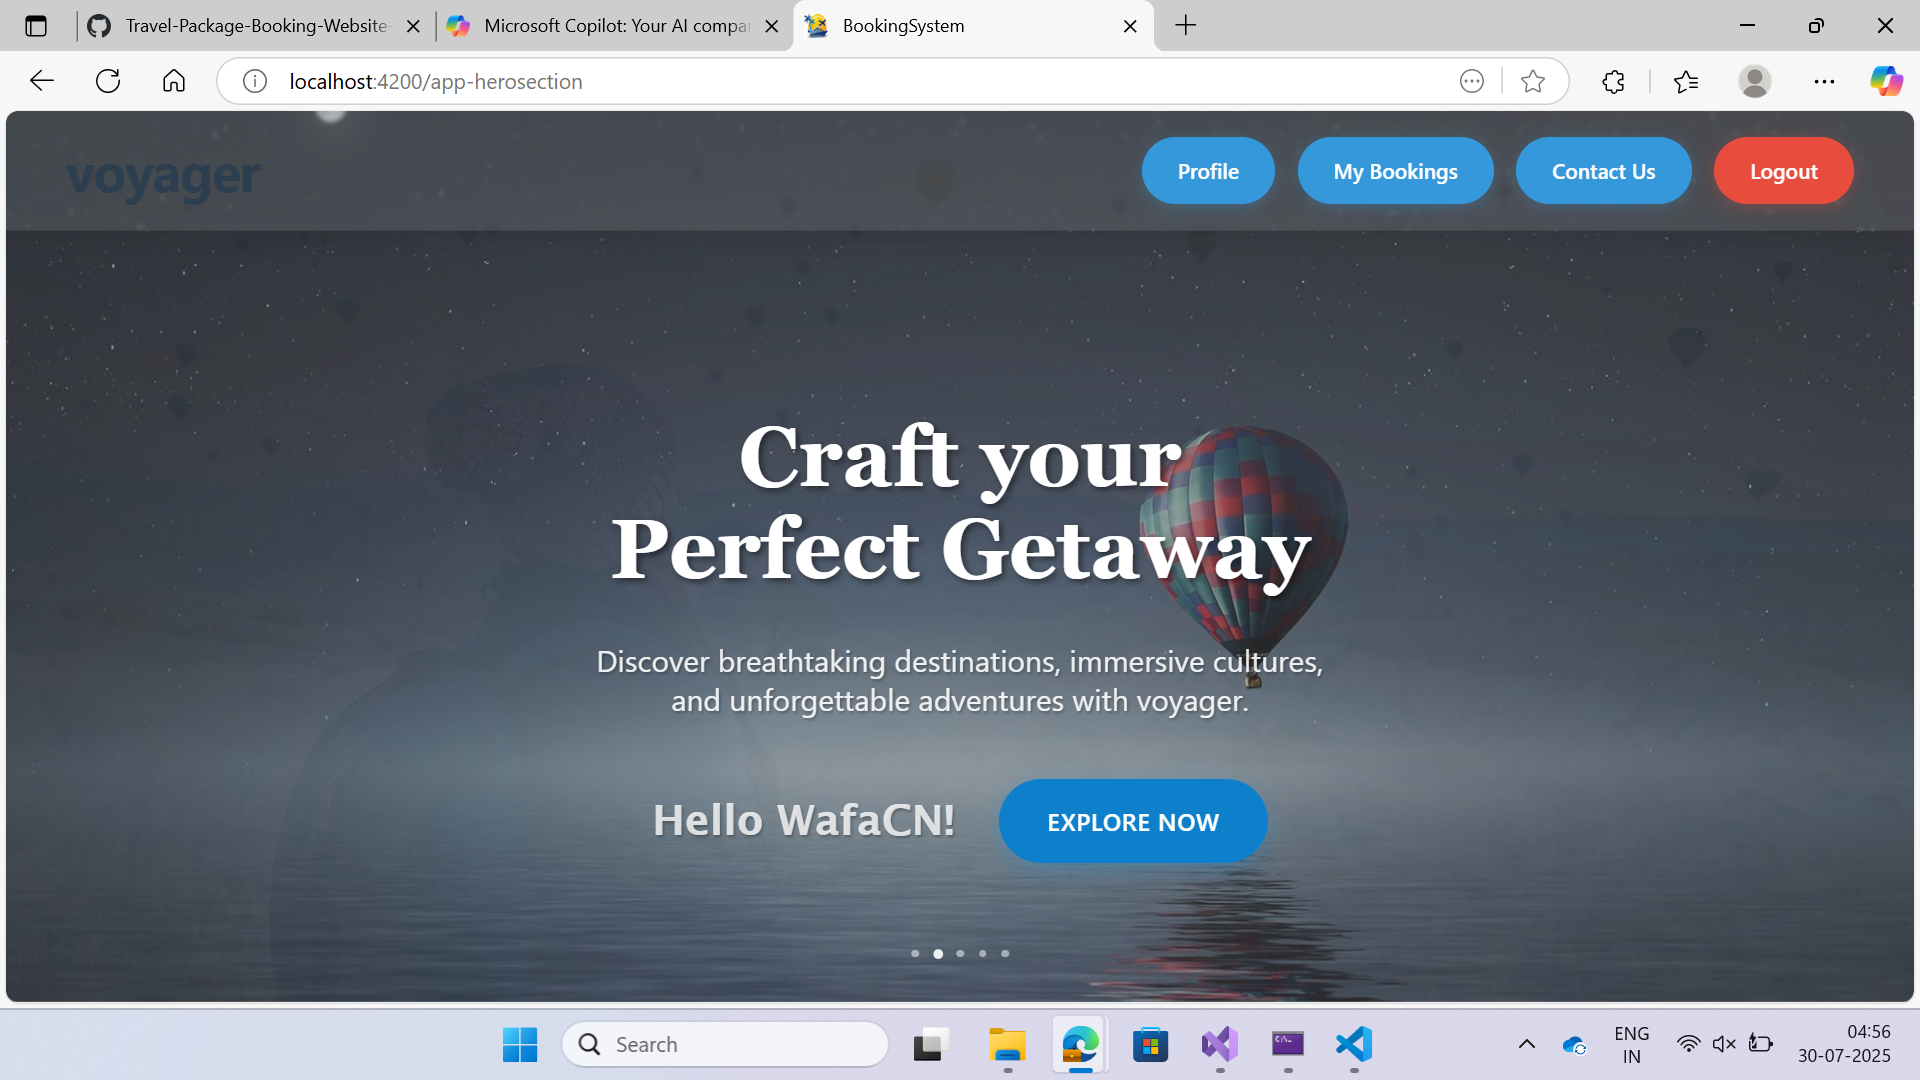 Travel-Package-Booking-Website-
Microsoft Copilot: Your AI compa
BookingSystem
localhost:4200/app-herosection
voyager
Profile
My Bookings
Contact Us
Logout
Craft your
Perfect Getaway
Discover breathtaking destinations, immersive cultures,
and unforgettable adventures with voyager.
Hello WafaCN!
EXPLORE NOW
Search
ENG
IN
04:56
30-07-2025